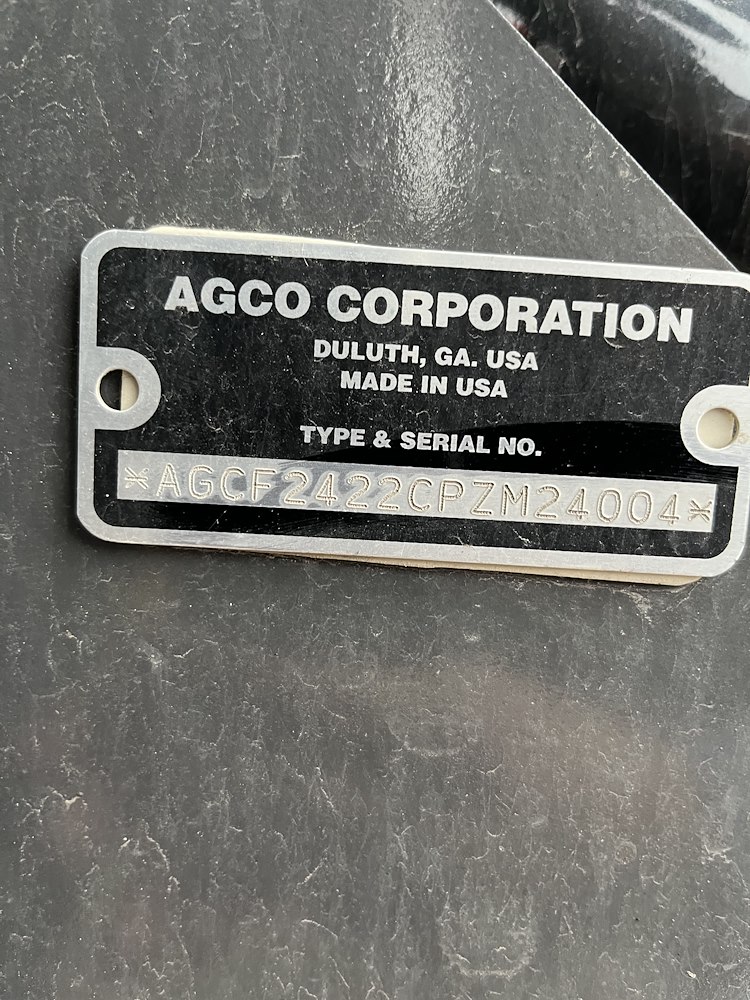 AGCO CORPORATION
DULUTH, GA. USA
MADE IN USA
TYPE & SERIAL NO.
*AGCF2422CPZM24004*